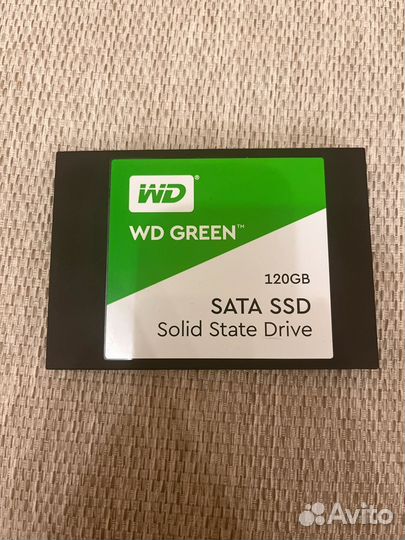 WD®
WD GREEN™
120GB
SATA SSD
Solid State Drive
Avito